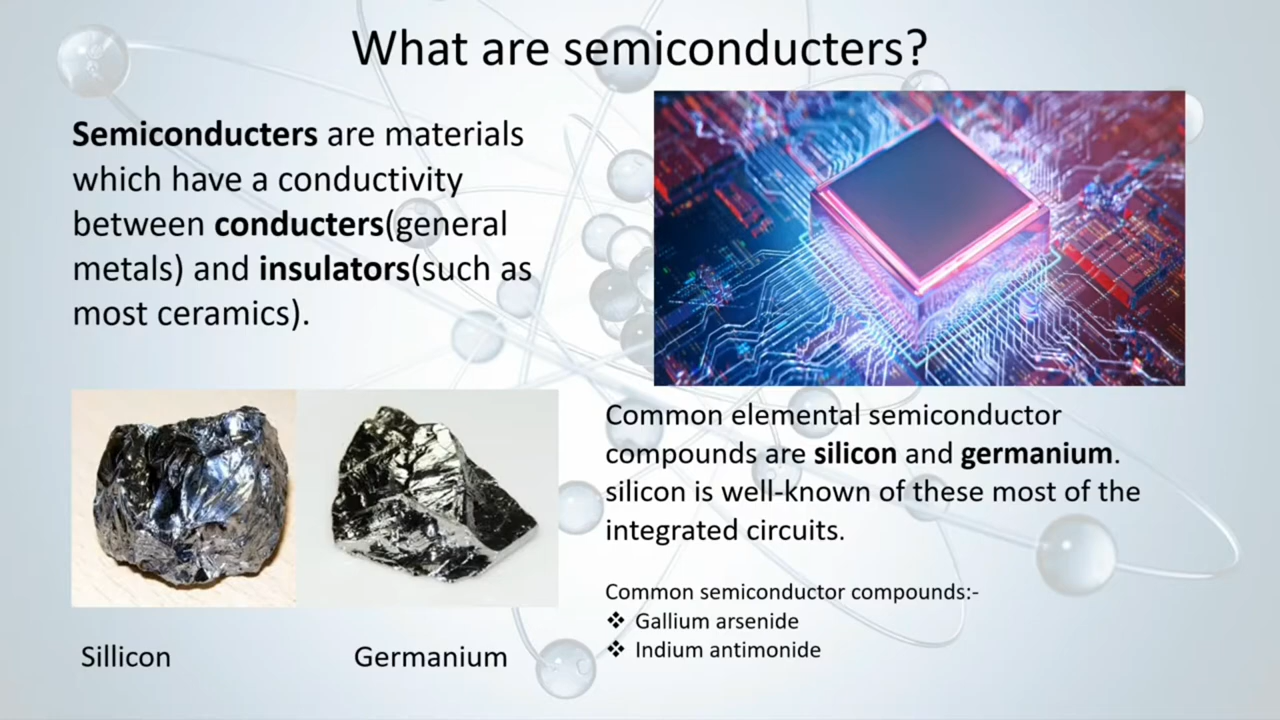 What are semiconducters?
Semiconducters are materials
which have a conductivity
between conducters(general
metals) and insulators(such as
most ceramics).
Common elemental semiconductor
compounds are silicon and germanium.
silicon is well-known of these most of the
integrated circuits.
Common semiconductor compounds:-
❖ Gallium arsenide
❖ Indium antimonide
Sillicon
Germanium